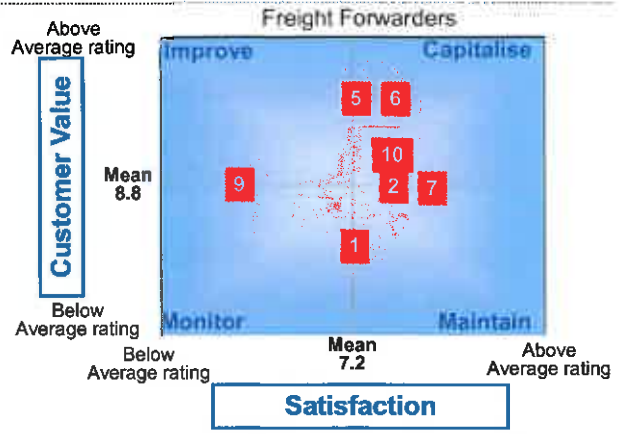 Freight Forwarders
Above
Average rating
Improve
Capitalise
Customer Value
5
6
10
Mean
8.8
9
2
7
1
Below
Average rating
Monitor
Maintain
Below
Average rating
Mean
7.2
Above
Average rating
Satisfaction